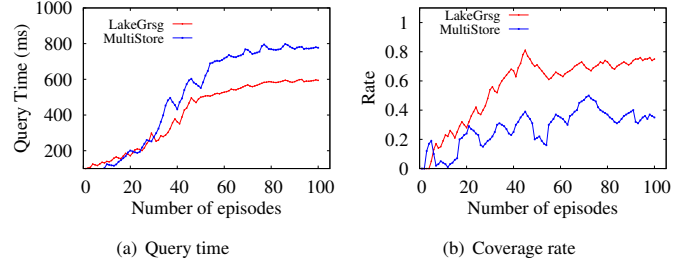 LakeGrsg
MultiStore
1000
800
600
400
200
0 20 40 60 80 100
Query Time (ms)
Number of episodes
(a) Query time
LakeGrsg
MultiStore
1
0.8
0.6
0.4
0.2
0
0 20 40 60 80 100
Rate
Number of episodes
(b) Coverage rate